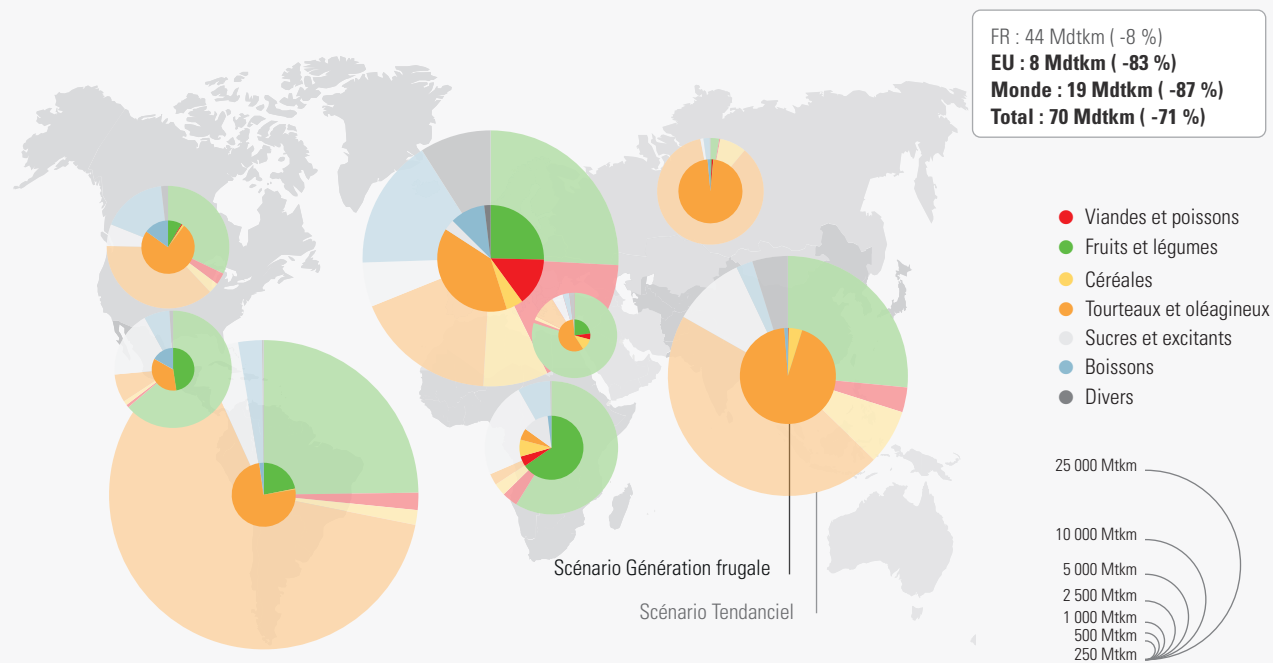 FR : 44 Mdtkm ( -8 %)
EU : 8 Mdtkm ( -83 %)
Monde : 19 Mdtkm ( -87 %)
Total : 70 Mdtkm ( -71 %)
Viandes et poissons
Fruits et légumes
Céréales
Tourteaux et oléagineux
Sucres et excitants
Boissons
Divers
25 000 Mtkm
10 000 Mtkm
5 000 Mtkm
2 500 Mtkm
1 000 Mtkm
500 Mtkm
250 Mtkm
Scénario Génération frugale
Scénario Tendanciel